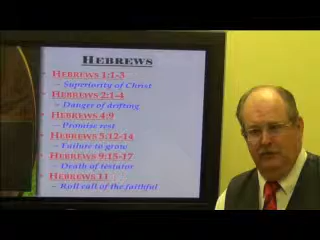 HEBREWS
• HEBREWS 1:1-3
– Superiority of Christ
• HEBREWS 2:1-4
– Danger of drifting
• HEBREWS 4:9
– Promise rest
• HEBREWS 5:12-14
– Failure to grow
• HEBREWS 9:15-17
– Death of testator
• HEBREWS 11
– Roll call of the faithful